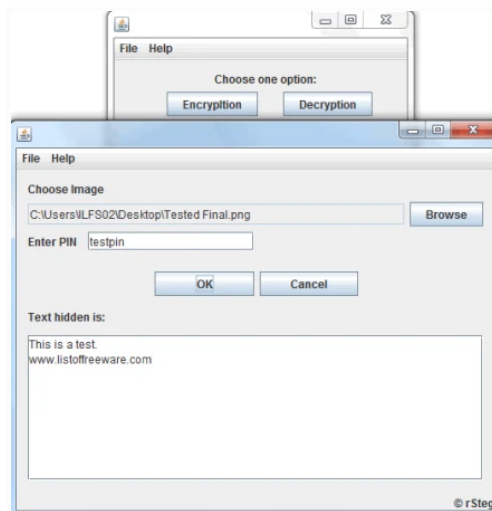 File Help
Choose one option:
Encrypltion Decryption
File Help
Choose Image
C:\Users\ILFS02\Desktop\Tested Final.png Browse
Enter PIN testpin
OK Cancel
Text hidden is:
This is a test.
www.listoffreeware.com
© rSteg